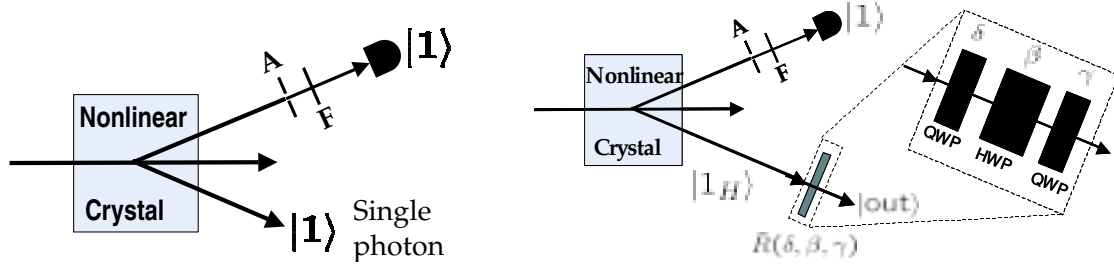 A
F
|1⟩
Nonlinear
Crystal
|1⟩ Single
photon
|1⟩
A
F
Nonlinear
Crystal
|1_H⟩
|out⟩
R̂(δ, β, γ)
δ
β
γ
QWP
HWP
QWP